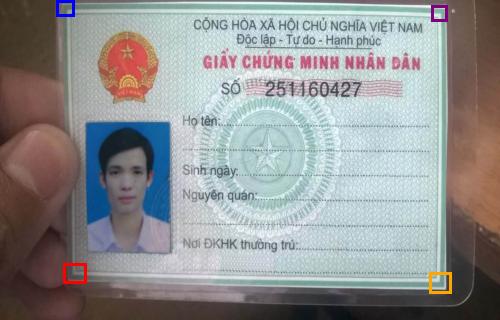 CỘNG HÒA XÃ HỘI CHỦ NGHĨA VIỆT NAM
Độc lập - Tự do - Hạnh phúc
GIẤY CHỨNG MINH NHÂN DÂN
SỐ 251160427
Họ tên:
Sinh ngày:
Nguyên quán:
Nơi ĐKHK thường trú: